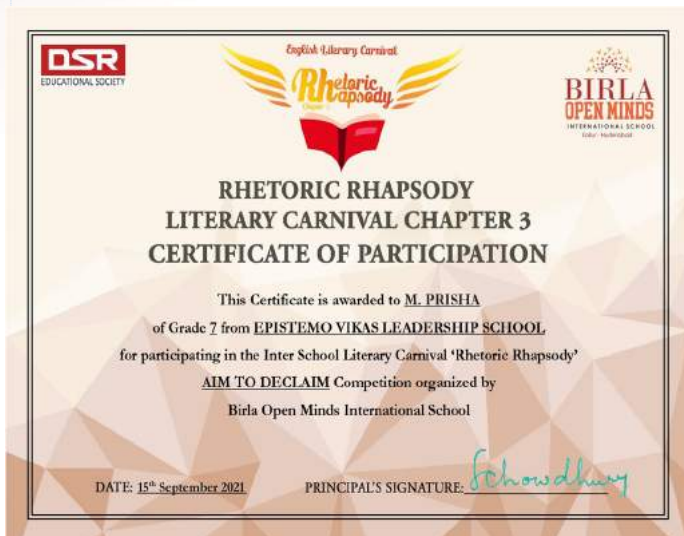 DSR
EDUCATIONAL SOCIETY
English Literary Carnival
Rhetoric
Rhapsody
BIRLA
OPEN MINDS
INTERNATIONAL SCHOOL
RHETORIC RHAPSODY
LITERARY CARNIVAL CHAPTER 3
CERTIFICATE OF PARTICIPATION
This Certificate is awarded to M. PRISHA
of Grade 7 from EPISTEMO VIKAS LEADERSHIP SCHOOL
for participating in the Inter School Literary Carnival ‘Rhetoric Rhapsody’
AIM TO DECLAIM Competition organized by
Birla Open Minds International School
DATE: 15th September 2021
PRINCIPAL'S SIGNATURE: Schowdhury